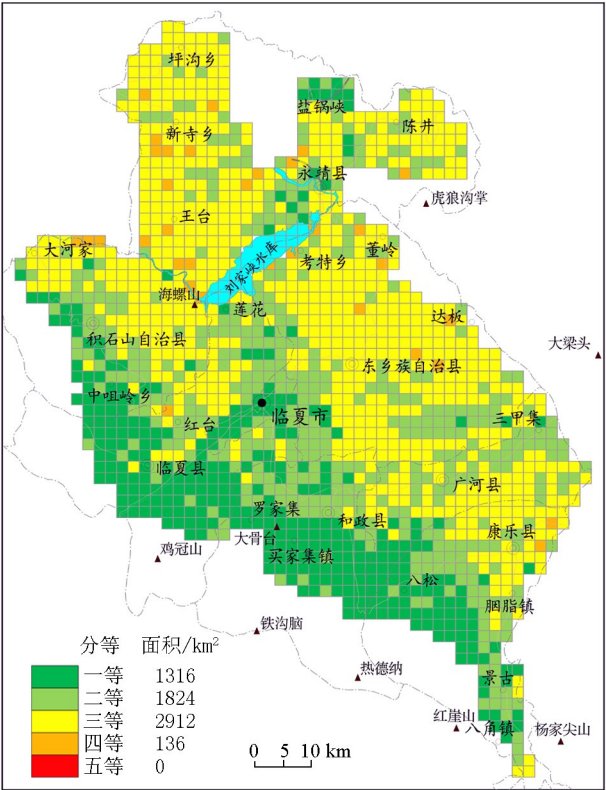 坪沟乡
盐锅峡
陈井
新寺乡
永靖县
虎狼沟掌
王台
大河家
董岭
考特乡
刘家峡水库
海螺山
莲花
达板
积石山自治县
大梁头
东乡族自治县
中咀岭乡
临夏市
三甲集
红台
临夏县
广河县
罗家集
和政县
康乐县
大骨台
鸡冠山
买家集镇
八松
胭脂镇
铁沟脑
热德纳
景古
红崖山
八角镇
杨家尖山
分等 面积/km²
一等 1316
二等 1824
三等 2912
四等 136
五等 0
0 5 10 km